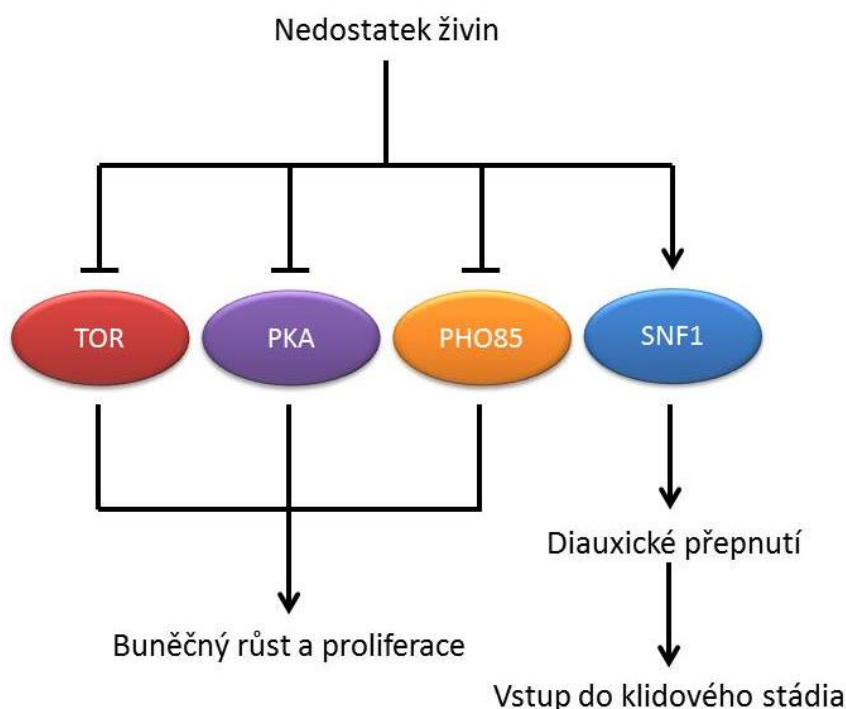 Nedostatek živin
TOR
PKA
PHO85
SNF1
Diauxické přepnutí
Buněčný růst a proliferace
Vstup do klidového stádia